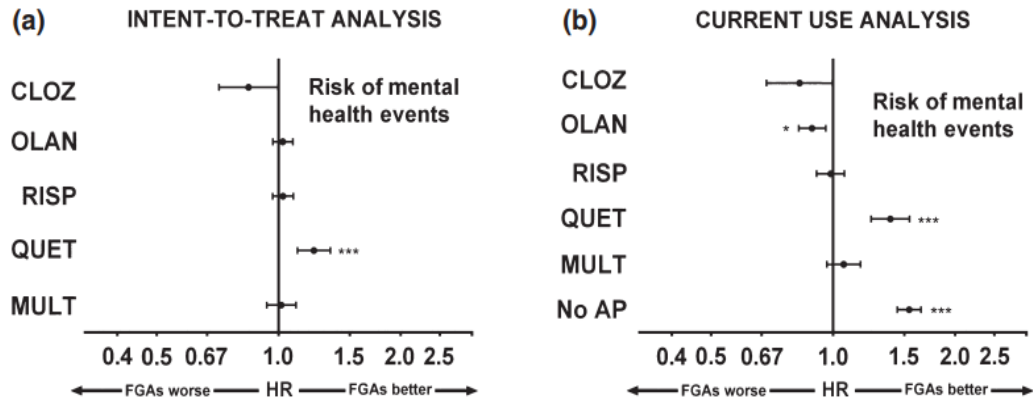 (a) INTENT-TO-TREAT ANALYSIS
CLOZ
Risk of mental
health events
OLAN
RISP
QUET
***
MULT
0.4 0.5 0.67 1.0 1.5 2.0 2.5
FGAs worse HR FGAs better
(b) CURRENT USE ANALYSIS
CLOZ
Risk of mental
health events
OLAN
*
RISP
QUET
***
MULT
No AP
***
0.4 0.5 0.67 1.0 1.5 2.0 2.5
FGAs worse HR FGAs better